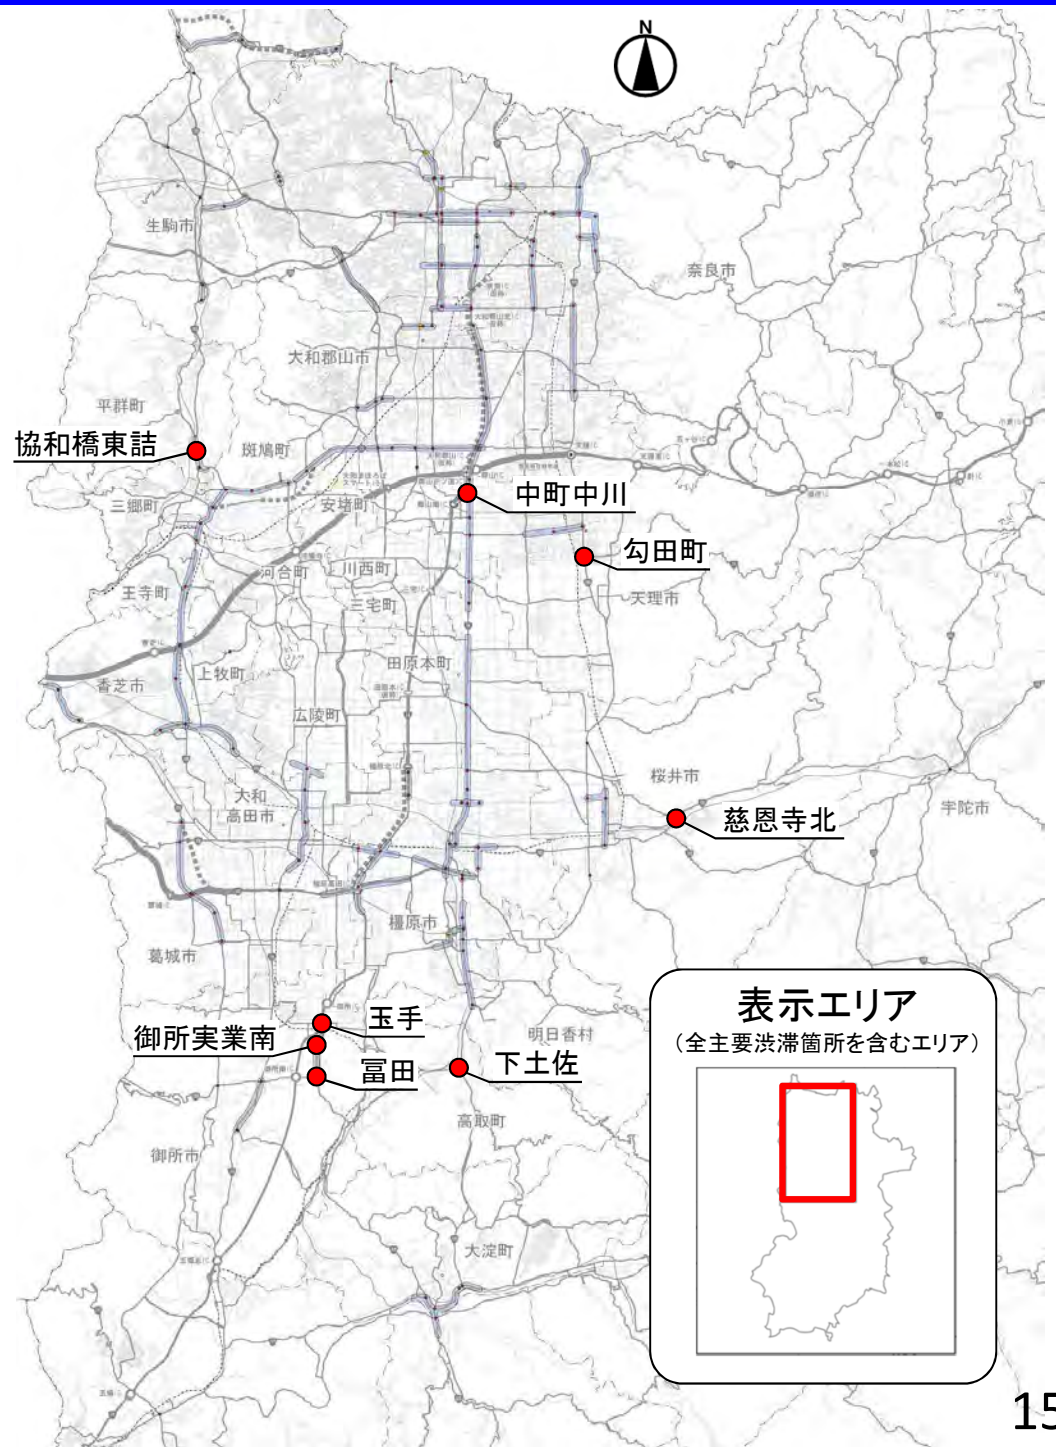 N
生駒市
奈良市
大和郡山市
平群町
協和橋東詰
斑鳩町
三郷町
安堵町
中町中川
勾田町
河合町
川西町
王寺町
三宅町
天理市
田原本町
上牧町
香芝市
広陵町
桜井市
大和
高田市
宇陀市
慈恩寺北
橿原市
葛城市
玉手
御所実業南
明日香村
下土佐
冨田
高取町
御所市
大淀町
表示エリア
（全主要渋滞箇所を含むエリア）
15